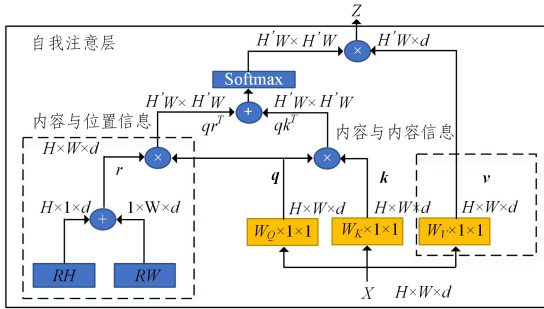 Z
自我注意层
H'W×H'W
×
H'W×d
Softmax
H'W×H'W
+
H'W×H'W
qr^T
qk^T
内容与位置信息
内容与内容信息
H×W×d
×
×
r
q
k
v
H×1×d
+
1×W×d
H×W×d
H×W×d
H×W×d
W_Q×1×1
W_K×1×1
W_V×1×1
RH
RW
X
H×W×d